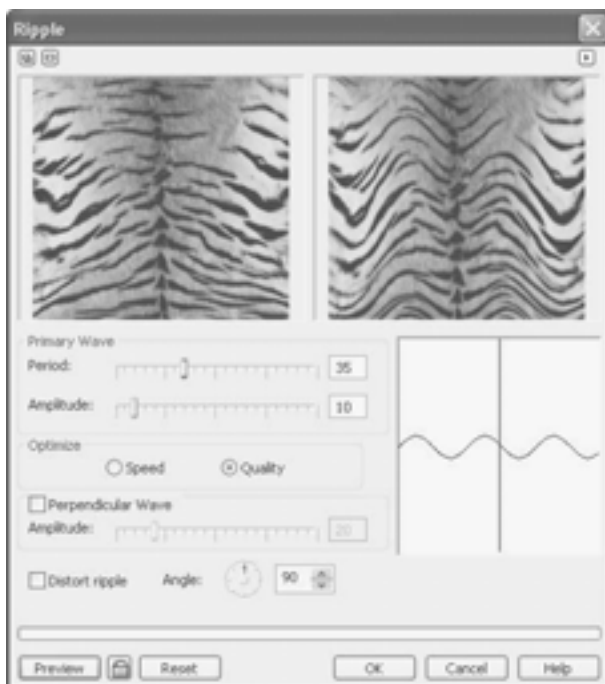 Ripple
Primary Wave
Period: 35
Amplitude: 10
Optimize
Speed Quality
Perpendicular Wave
Amplitude: 20
Distort ripple Angle: 90
Preview Reset OK Cancel Help